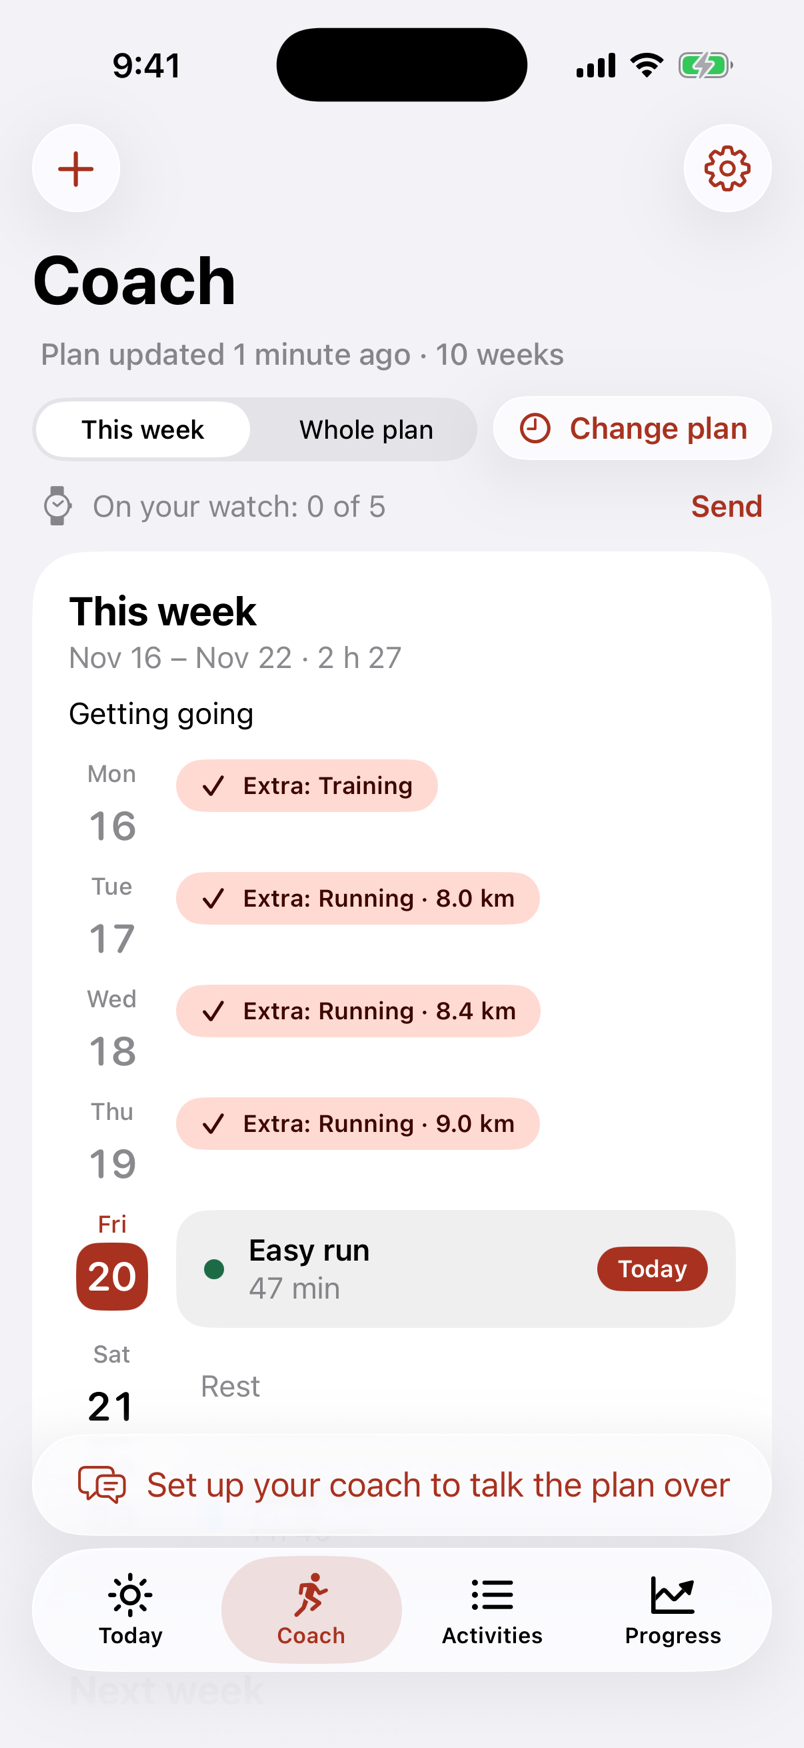 9:41
Coach
Plan updated 1 minute ago · 10 weeks
This week
Whole plan
Change plan
On your watch: 0 of 5
Send
This week
Nov 16 – Nov 22 · 2 h 27
Getting going
Mon
16
Extra: Training
Tue
17
Extra: Running · 8.0 km
Wed
18
Extra: Running · 8.4 km
Thu
19
Extra: Running · 9.0 km
Fri
20
Easy run
47 min
Today
Sat
21
Rest
Set up your coach to talk the plan over
Today
Coach
Activities
Progress
Next week